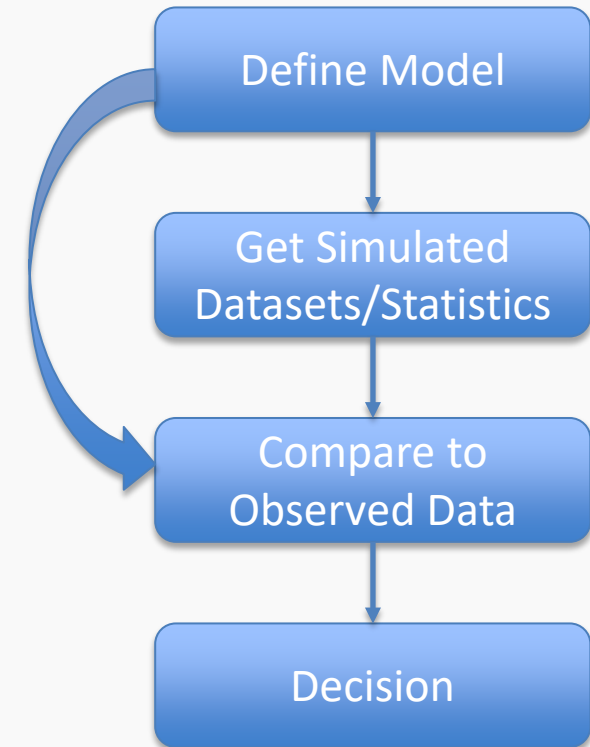 Define Model
Get Simulated
Datasets/Statistics
Compare to
Observed Data
Decision